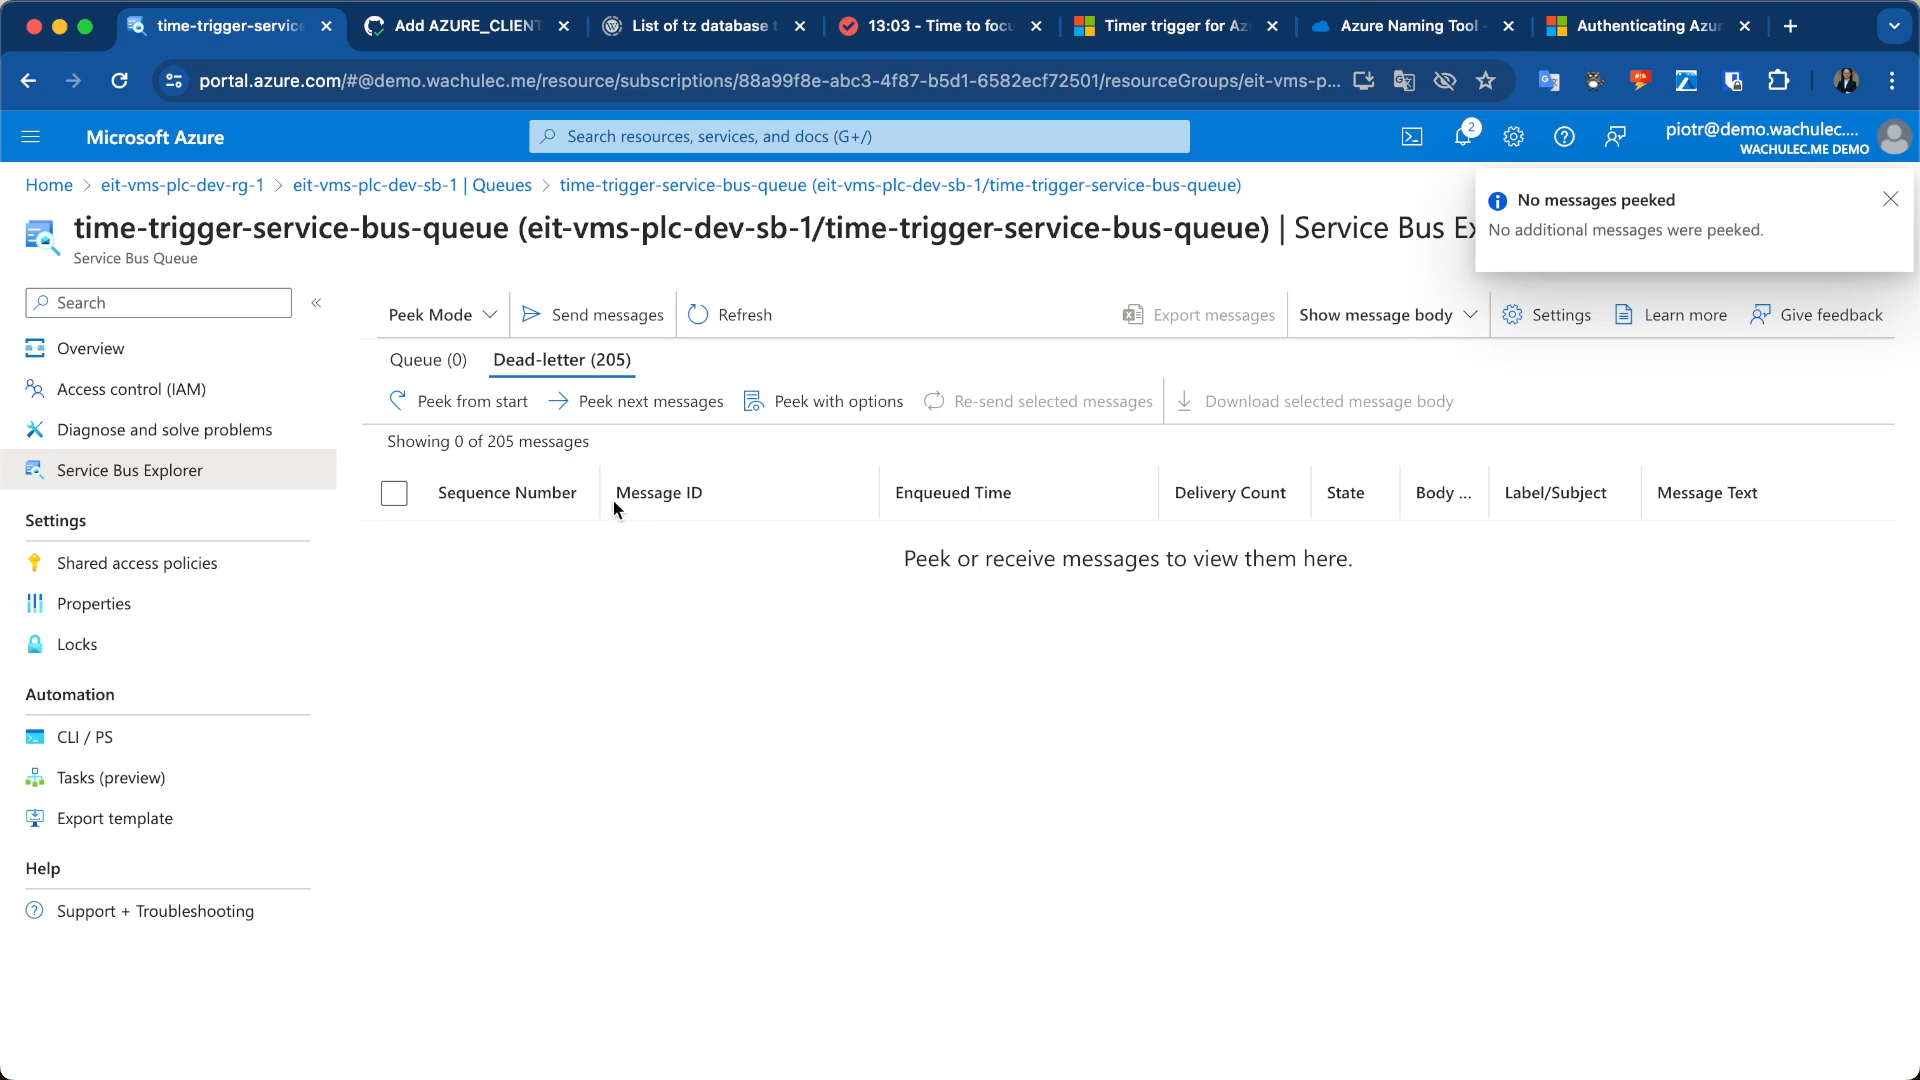 time-trigger-service
Add AZURE_CLIENT
List of tz database t
13:03 - Time to focu
Timer trigger for Az
Azure Naming Tool -
Authenticating Azur
portal.azure.com/#@demo.wachulec.me/resource/subscriptions/88a99f8e-abc3-4f87-b5d1-6582ecf72501/resourceGroups/eit-vms-p...
Microsoft Azure
Search resources, services, and docs (G+/)
2
piotr@demo.wachulec....
WACHULEC.ME DEMO
Home > eit-vms-plc-dev-rg-1 > eit-vms-plc-dev-sb-1 | Queues > time-trigger-service-bus-queue (eit-vms-plc-dev-sb-1/time-trigger-service-bus-queue)
No messages peeked
No additional messages were peeked.
time-trigger-service-bus-queue (eit-vms-plc-dev-sb-1/time-trigger-service-bus-queue) | Service Bus Ex
Service Bus Queue
Search
«
Overview
Access control (IAM)
Diagnose and solve problems
Service Bus Explorer
Settings
Shared access policies
Properties
Locks
Automation
CLI / PS
Tasks (preview)
Export template
Help
Support + Troubleshooting
Peek Mode
Send messages
Refresh
Export messages
Show message body
Settings
Learn more
Give feedback
Queue (0)
Dead-letter (205)
Peek from start
Peek next messages
Peek with options
Re-send selected messages
Download selected message body
Showing 0 of 205 messages
Sequence Number
Message ID
Enqueued Time
Delivery Count
State
Body ...
Label/Subject
Message Text
Peek or receive messages to view them here.